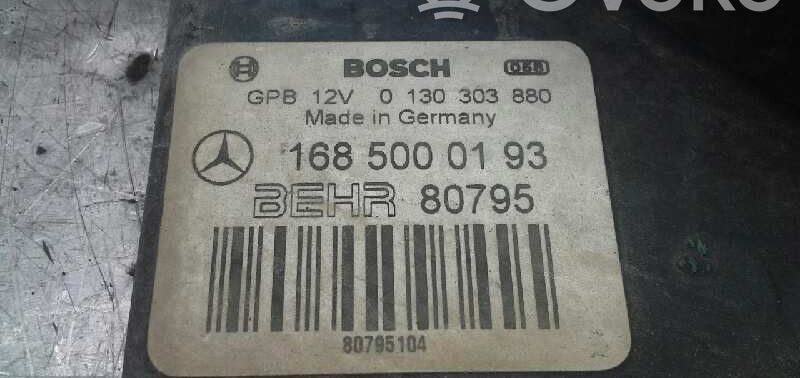 BOSCH
GPB 12V 0 130 303 880
Made in Germany
168 500 01 93
BEHR 80795
80795104